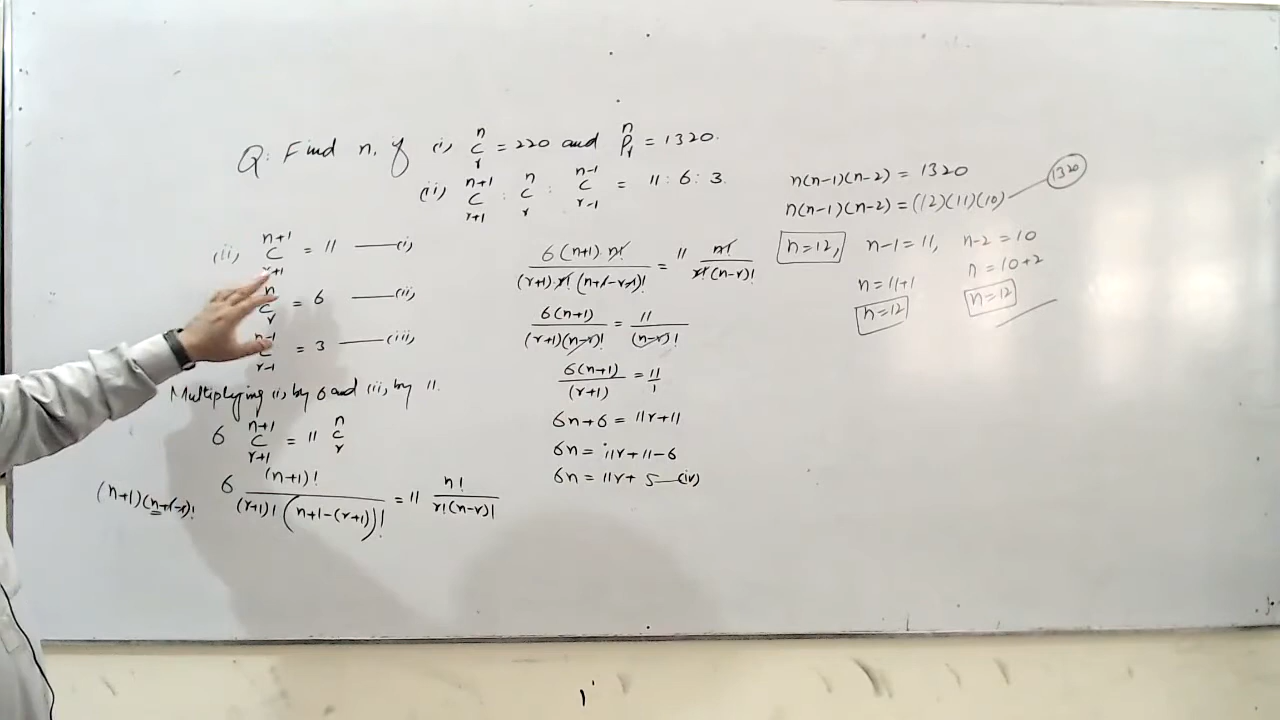 Q: Find n, if (i) ⁿCᵣ = 220 and ⁿPᵣ = 1320.
(ii) ⁿ⁺¹Cᵣ₊₁ : ⁿCᵣ : ⁿ⁻¹Cᵣ₋₁ = 11 : 6 : 3.
(ii) ⁿ⁺¹Cᵣ₊₁ = 11 —(i)
ⁿCᵣ = 6 —(ii)
ⁿ⁻¹Cᵣ₋₁ = 3 —(iii)
Multiplying (i) by 6 and (ii) by 11.
6 ⁿ⁺¹Cᵣ₊₁ = 11 ⁿCᵣ
(n+1)(n+1-1)!
6 (n+1)! / (r+1)! (n+1-(r+1))! = 11 n! / r!(n-r)!
6(n+1) n! / (r+1) r! (n+1-r-1)! = 11 n! / r!(n-r)!
6(n+1) / (r+1)(n-r)! = 11 / (n-r)!
6(n+1) / (r+1) = 11 / 1
6n+6 = 11r+11
6n = 11r+11-6
6n = 11r+5 —(iv)
n(n-1)(n-2) = 1320
n(n-1)(n-2) = (12)(11)(10) — 1320
n=12, n-1=11, n-2=10
n=11+1 n=10+2
n=12 n=12